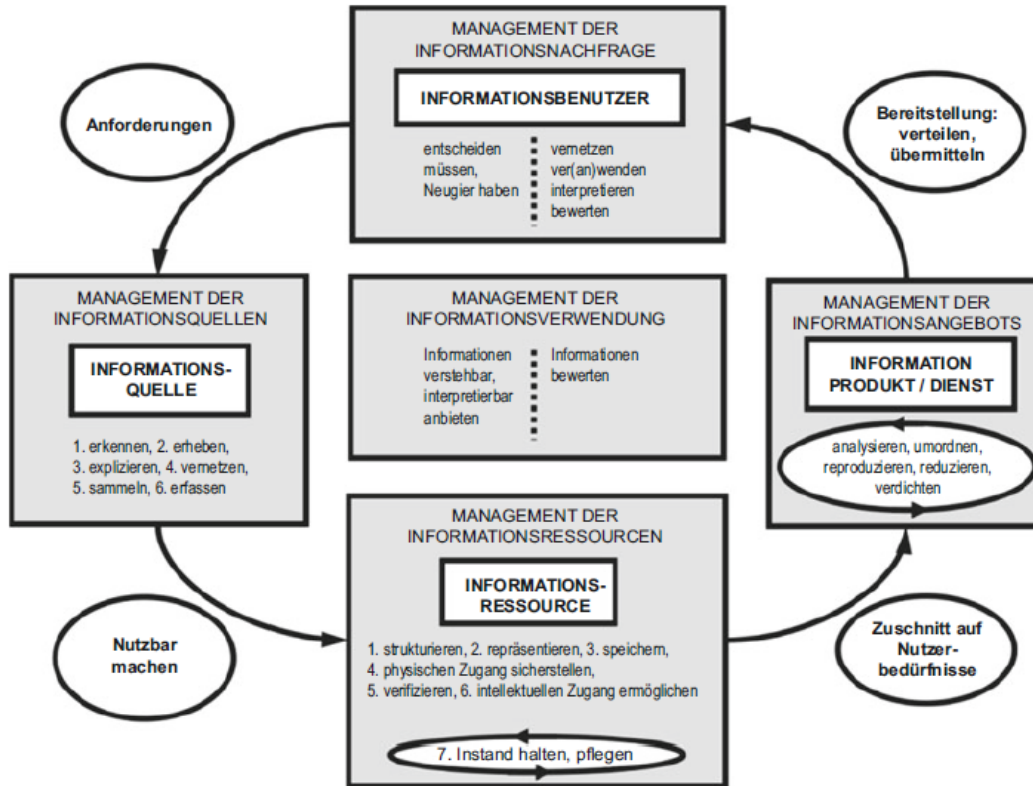 MANAGEMENT DER
INFORMATIONSNACHFRAGE
INFORMATIONSBENUTZER
entscheiden
müssen,
Neugier haben
vernetzen
ver(an)wenden
interpretieren
bewerten
Anforderungen
Bereitstellung:
verteilen,
übermitteln
MANAGEMENT DER
INFORMATIONSQUELLEN
INFORMATIONS-
QUELLE
1. erkennen, 2. erheben,
3. explizieren, 4. vernetzen,
5. sammeln, 6. erfassen
MANAGEMENT DER
INFORMATIONSVERWENDUNG
Informationen
verstehbar,
interpretierbar
anbieten
Informationen
bewerten
MANAGEMENT DER
INFORMATIONSANGEBOTS
INFORMATION
PRODUKT / DIENST
analysieren, umordnen,
reproduzieren, reduzieren,
verdichten
MANAGEMENT DER
INFORMATIONSRESSOURCEN
INFORMATIONS-
RESSOURCE
1. strukturieren, 2. repräsentieren, 3. speichern,
4. physischen Zugang sicherstellen,
5. verifizieren, 6. intellektuellen Zugang ermöglichen
7. Instand halten, pflegen
Nutzbar
machen
Zuschnitt auf
Nutzer-
bedürfnisse